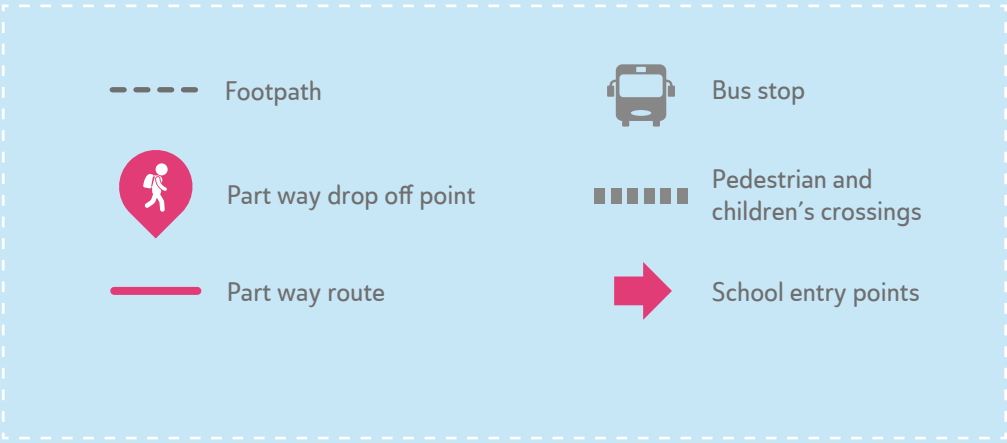 Footpath
Bus stop
Part way drop off point
Pedestrian and
children's crossings
Part way route
School entry points